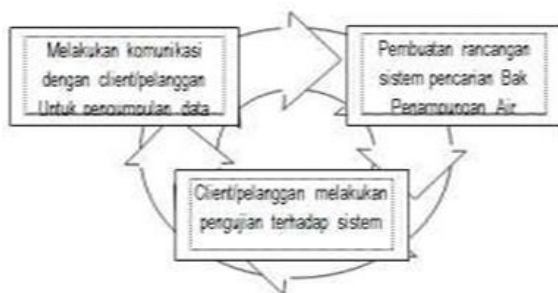 Melakukan komunikasi
dengan client/pelanggan
Untuk pengumpulan data
Pembuatan rancangan
sistem pencarian Bak
Penampungan Air
Client/pelanggan melakukan
pengujian terhadap sistem